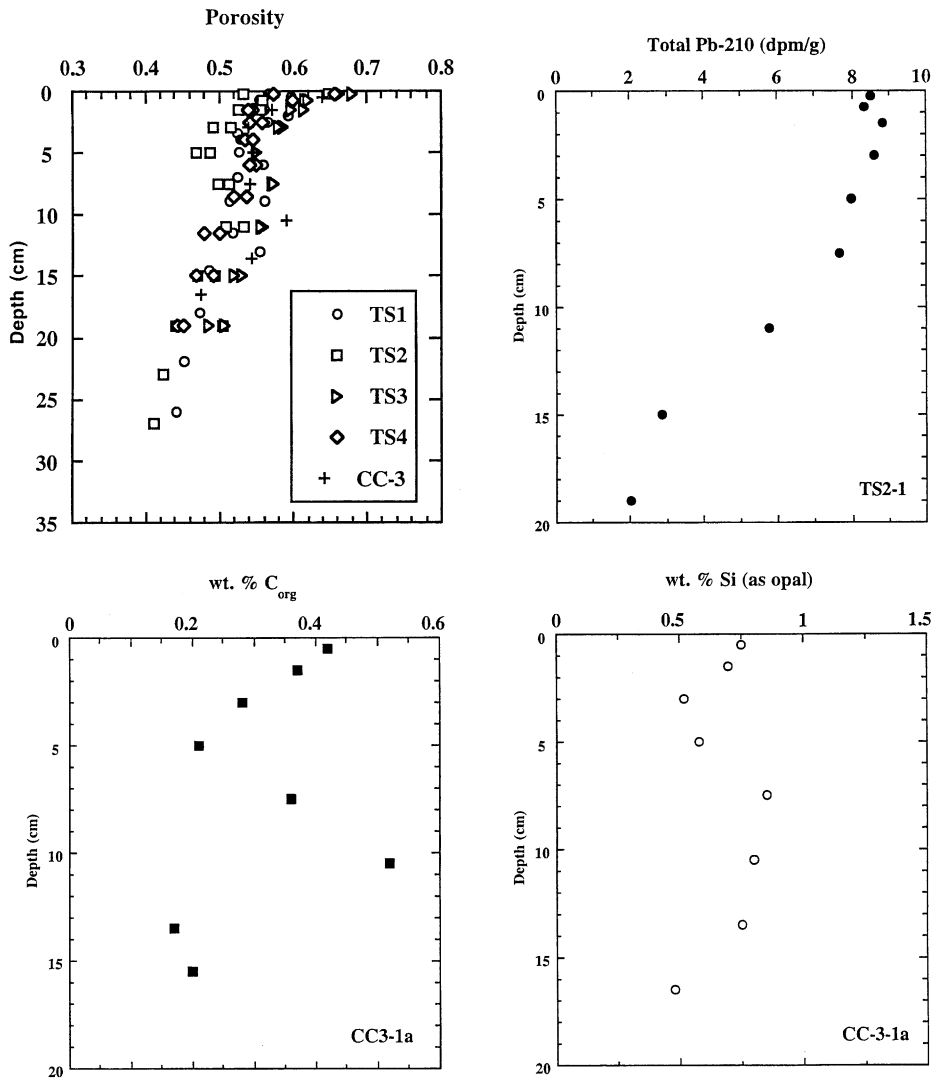 Porosity
0.3 0.4 0.5 0.6 0.7 0.8
0
5
10
15
20
25
30
35
Depth (cm)
TS1
TS2
TS3
TS4
CC-3
Total Pb-210 (dpm/g)
0 2 4 6 8 10
0
5
10
15
20
Depth (cm)
TS2-1
wt. % Corg
0 0.2 0.4 0.6
0
5
10
15
20
Depth (cm)
CC3-1a
wt. % Si (as opal)
0 0.5 1 1.5
0
5
10
15
20
Depth (cm)
CC-3-1a